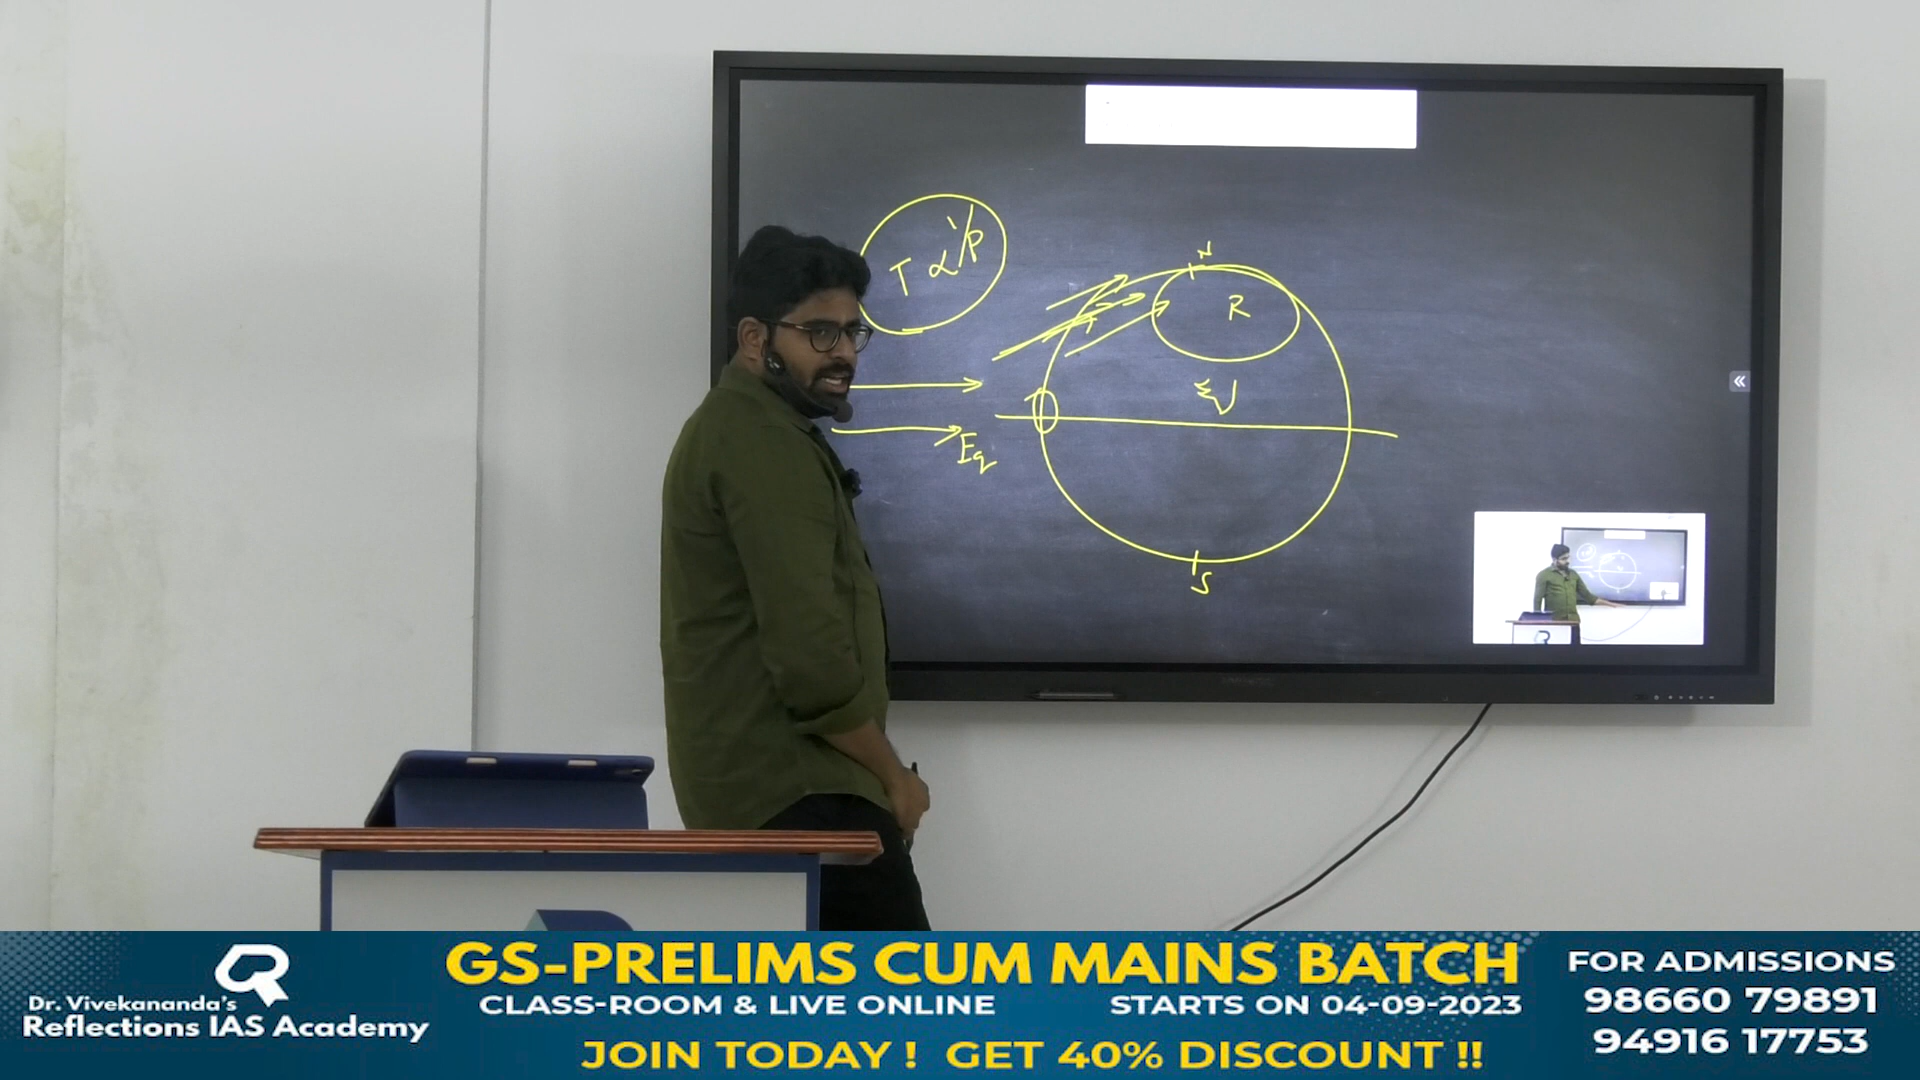 T α 1/P
N
R
Eq
S
GS-PRELIMS CUM MAINS BATCH
CLASS-ROOM & LIVE ONLINE STARTS ON 04-09-2023
JOIN TODAY ! GET 40% DISCOUNT !!
Dr. Vivekananda's
Reflections IAS Academy
FOR ADMISSIONS
98660 79891
94916 17753